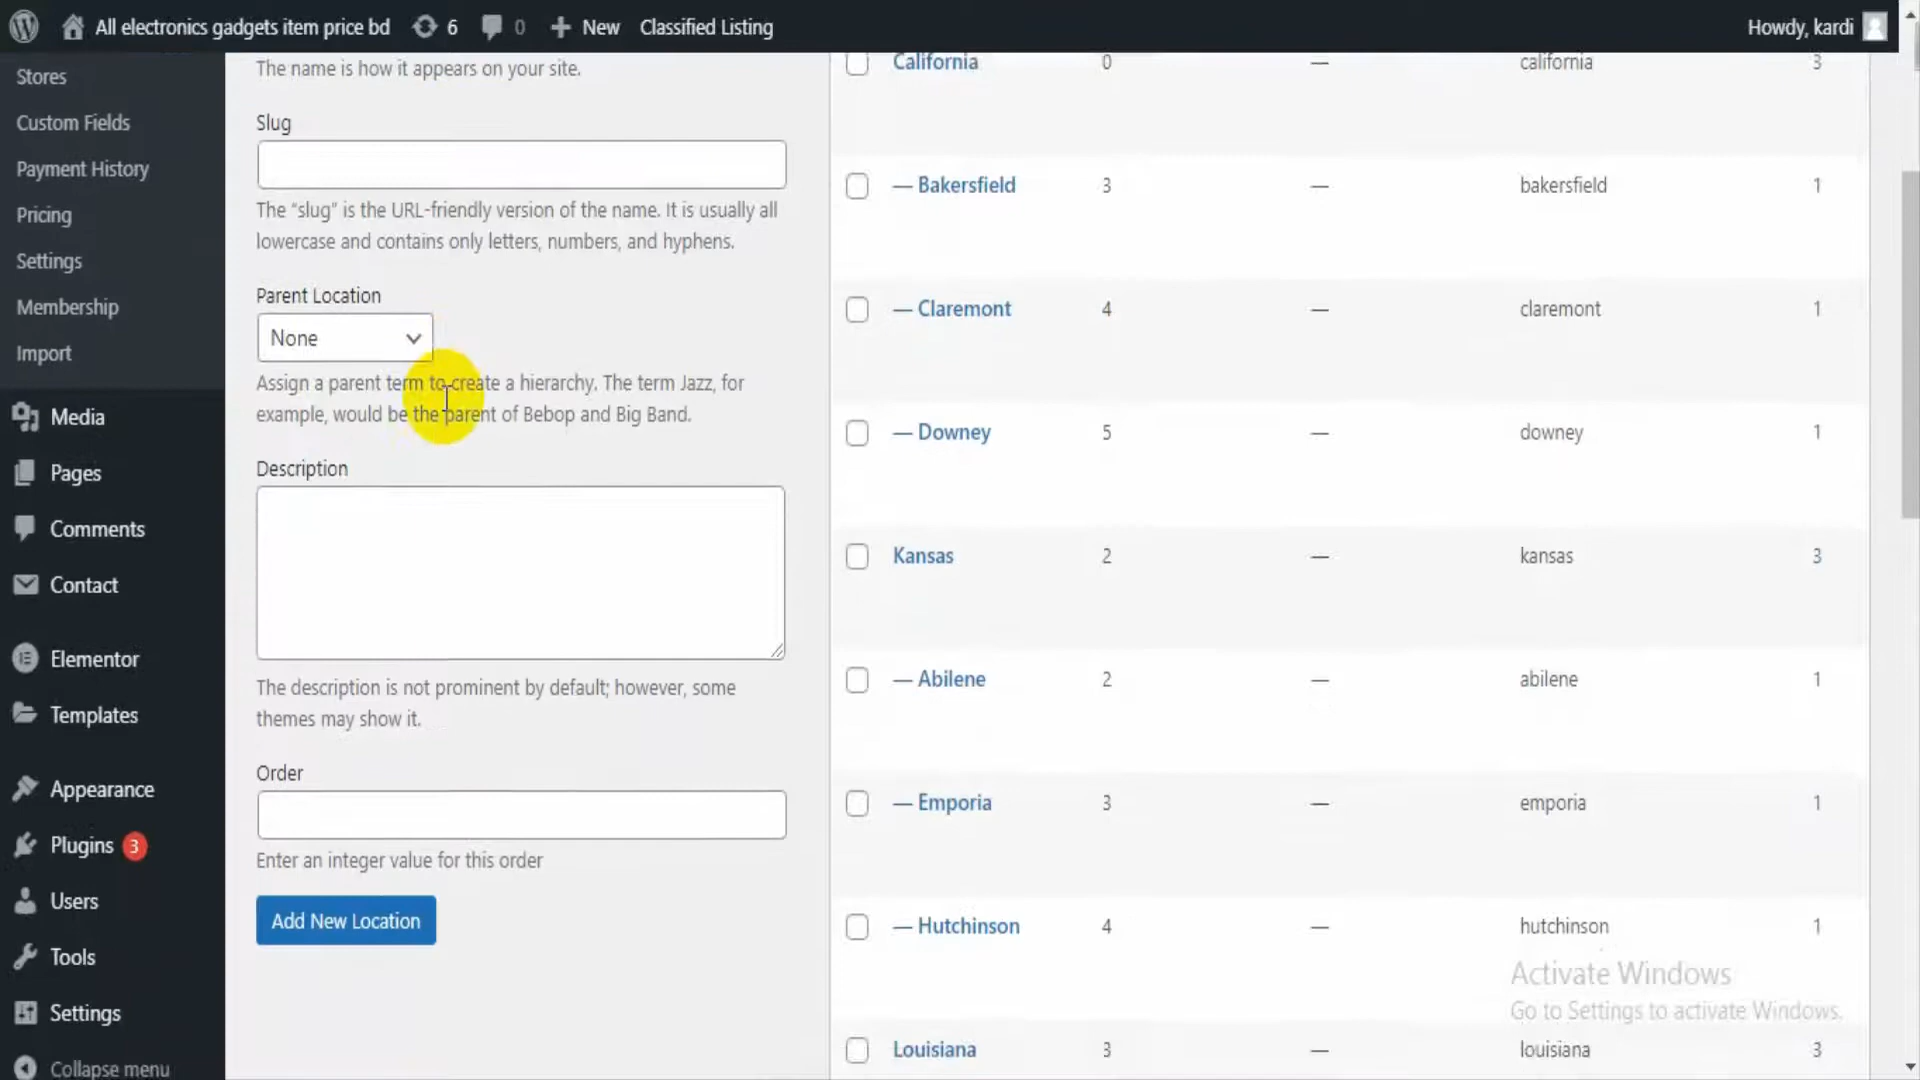 All electronics gadgets item price bd 6 0 New Classified Listing Howdy, kardi
Stores
Custom Fields
Payment History
Pricing
Settings
Membership
Import
Media
Pages
Comments
Contact
Elementor
Templates
Appearance
Plugins 3
Users
Tools
Settings
Collapse menu
The name is how it appears on your site.
Slug
The “slug” is the URL-friendly version of the name. It is usually all
lowercase and contains only letters, numbers, and hyphens.
Parent Location
None
Assign a parent term to create a hierarchy. The term Jazz, for
example, would be the parent of Bebop and Big Band.
Description
The description is not prominent by default; however, some
themes may show it.
Order
Enter an integer value for this order
Add New Location
California 0 — california 3
— Bakersfield 3 — bakersfield 1
— Claremont 4 — claremont 1
— Downey 5 — downey 1
Kansas 2 — kansas 3
— Abilene 2 — abilene 1
— Emporia 3 — emporia 1
— Hutchinson 4 — hutchinson 1
Louisiana 3 — louisiana 3
Activate Windows
Go to Settings to activate Windows.